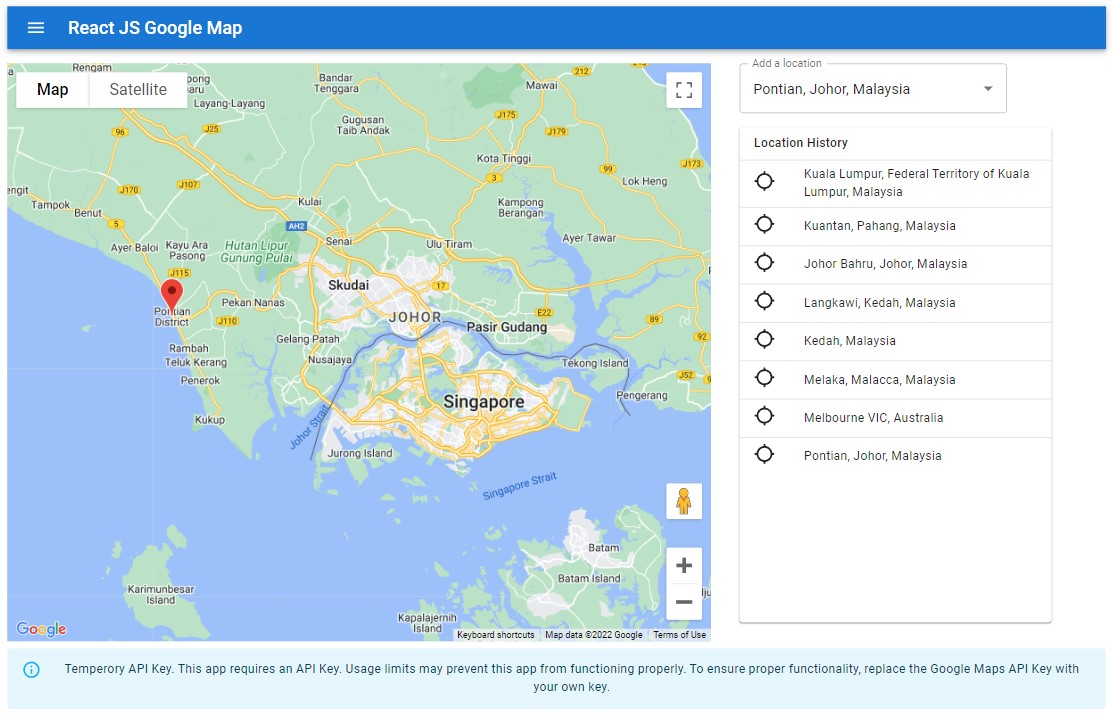 React JS Google Map
Map
Satellite
Add a location
Pontian, Johor, Malaysia
Location History
Kuala Lumpur, Federal Territory of Kuala
Lumpur, Malaysia
Kuantan, Pahang, Malaysia
Johor Bahru, Johor, Malaysia
Langkawi, Kedah, Malaysia
Kedah, Malaysia
Melaka, Malacca, Malaysia
Melbourne VIC, Australia
Pontian, Johor, Malaysia
Rengam
Layang-Layang
Bandar
Tenggara
212
Mawai
J175
J179
Gugusan
Taib Andak
96
J25
Kota Tinggi
J173
99
3
Lok Heng
J170
J107
Kulai
Tampok
Benut
Kampong
Berangan
5
AH2
Senai
Ulu Tiram
Ayer Tawar
Ayer Baloi
Kayu Ara
Pasong
Hutan Lipur
Gunung Pulai
J115
Skudai
17
Pekan Nanas
Pontian
District
J110
JOHOR
E22
89
Pasir Gudang
92
Gelang Patah
Rambah
Nusajaya
Teluk Kerang
Tekong Island
Penerok
J52
Pengerang
Singapore
Kukup
Johor Strait
Jurong Island
Singapore Strait
Batam
Batam Island
Karimunbesar
Island
Kapalajernih
Island
Google
Keyboard shortcuts
Map data ©2022 Google
Terms of Use
Temperory API Key. This app requires an API Key. Usage limits may prevent this app from functioning properly. To ensure proper functionality, replace the Google Maps API Key with
your own key.